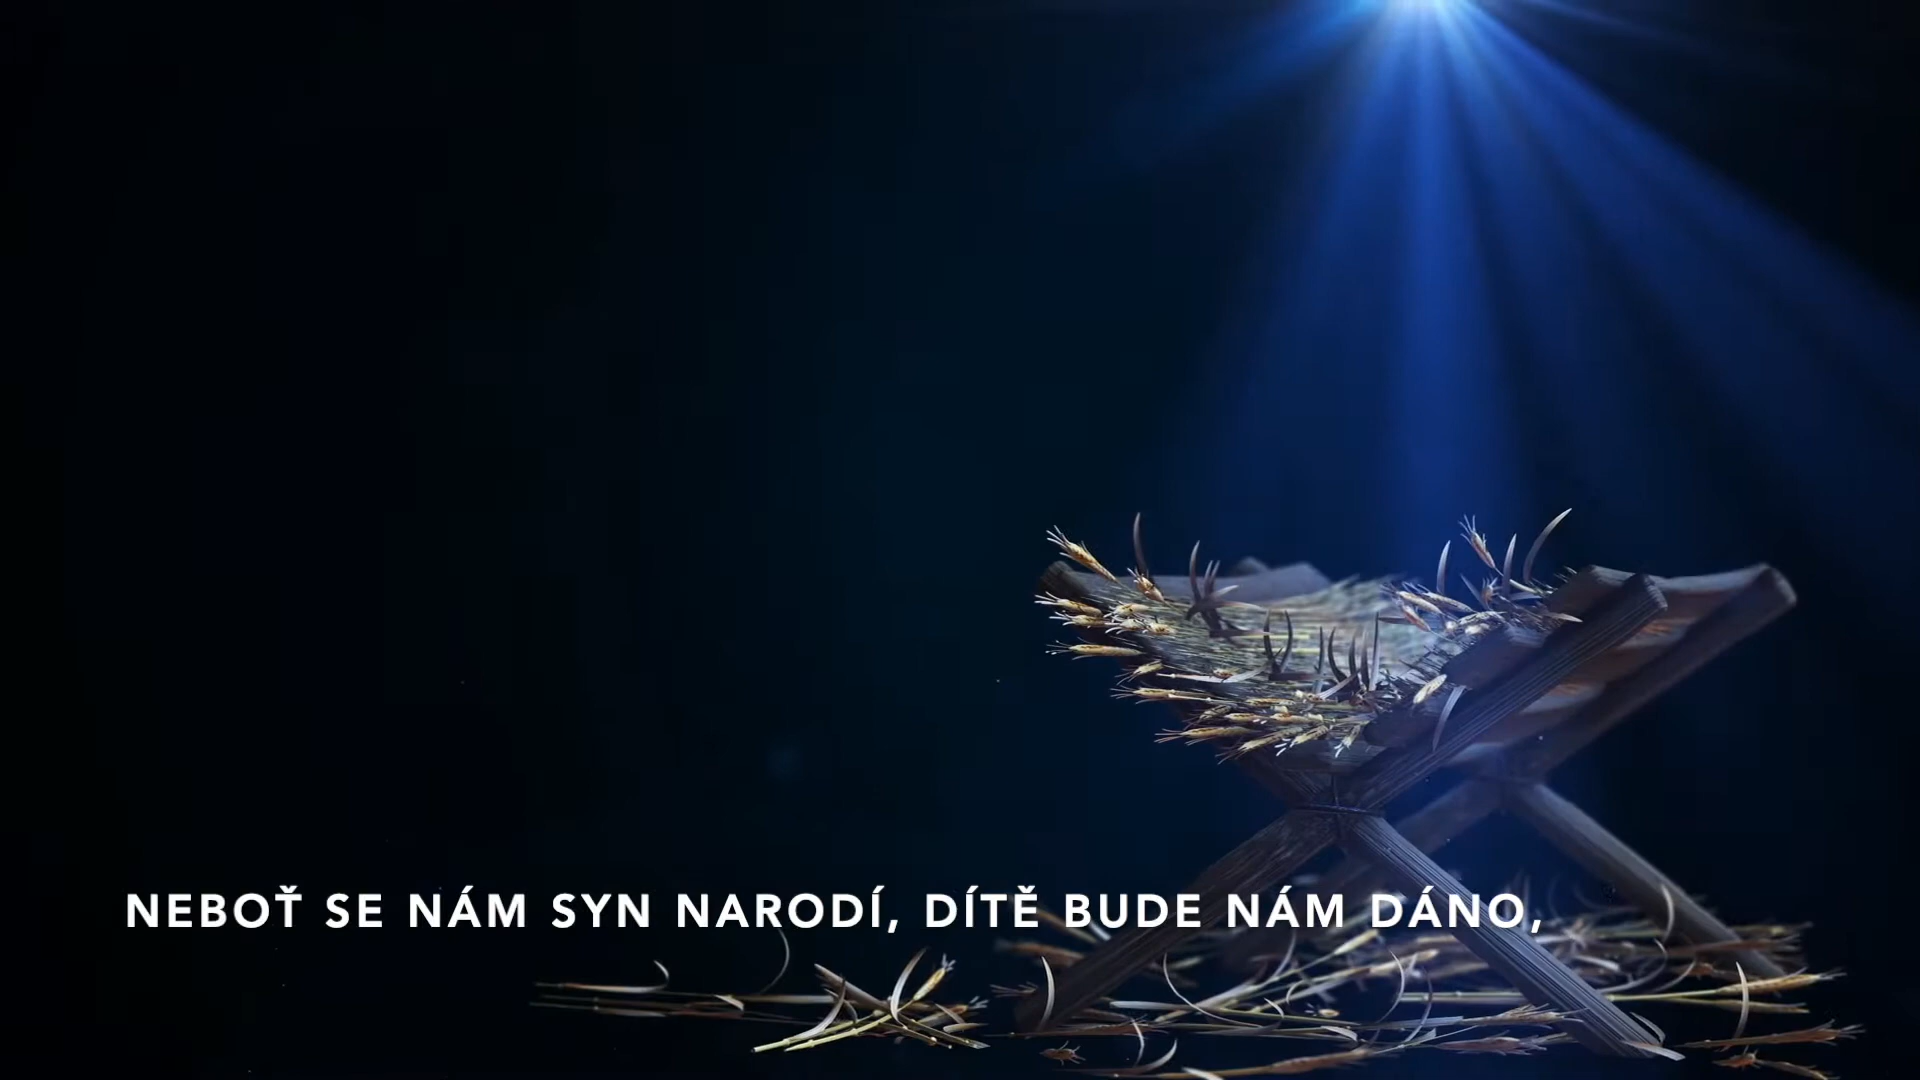 NEBOŤ SE NÁM SYN NARODÍ, DÍTĚ BUDE NÁM DÁNO,